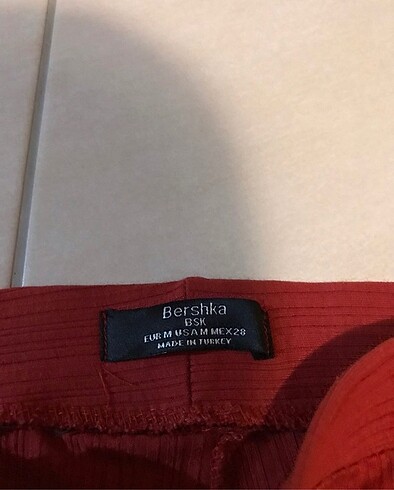 Bershka
BSK
EUR M USA M MEX 28
MADE IN TURKEY